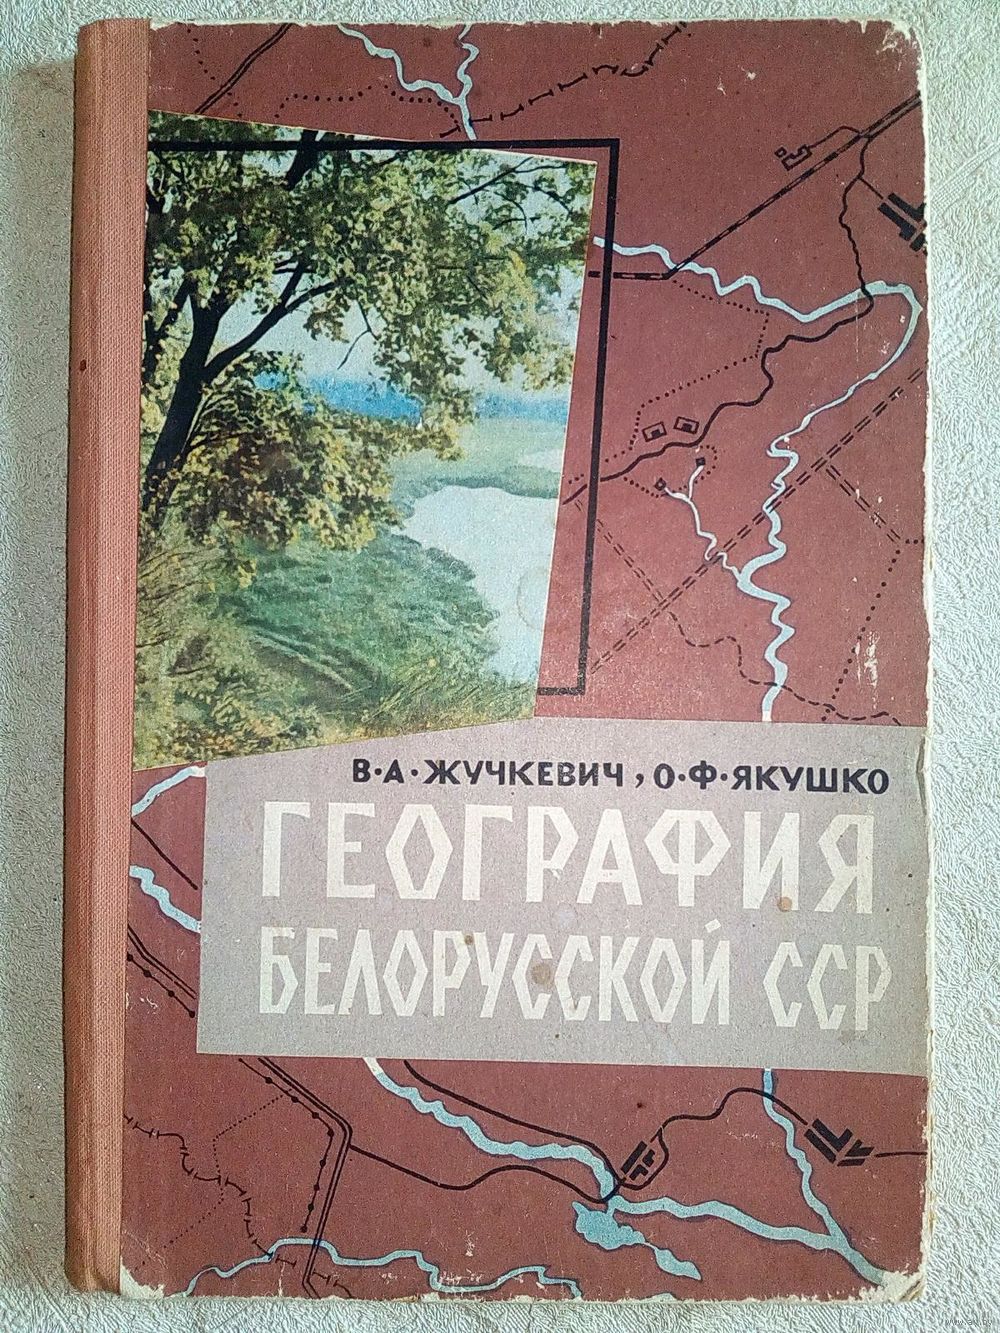 В·А·ЖУЧКЕВИЧ, О·Ф·ЯКУШКО
ГЕОГРАФИЯ
БЕЛОРУССКОЙ ССР